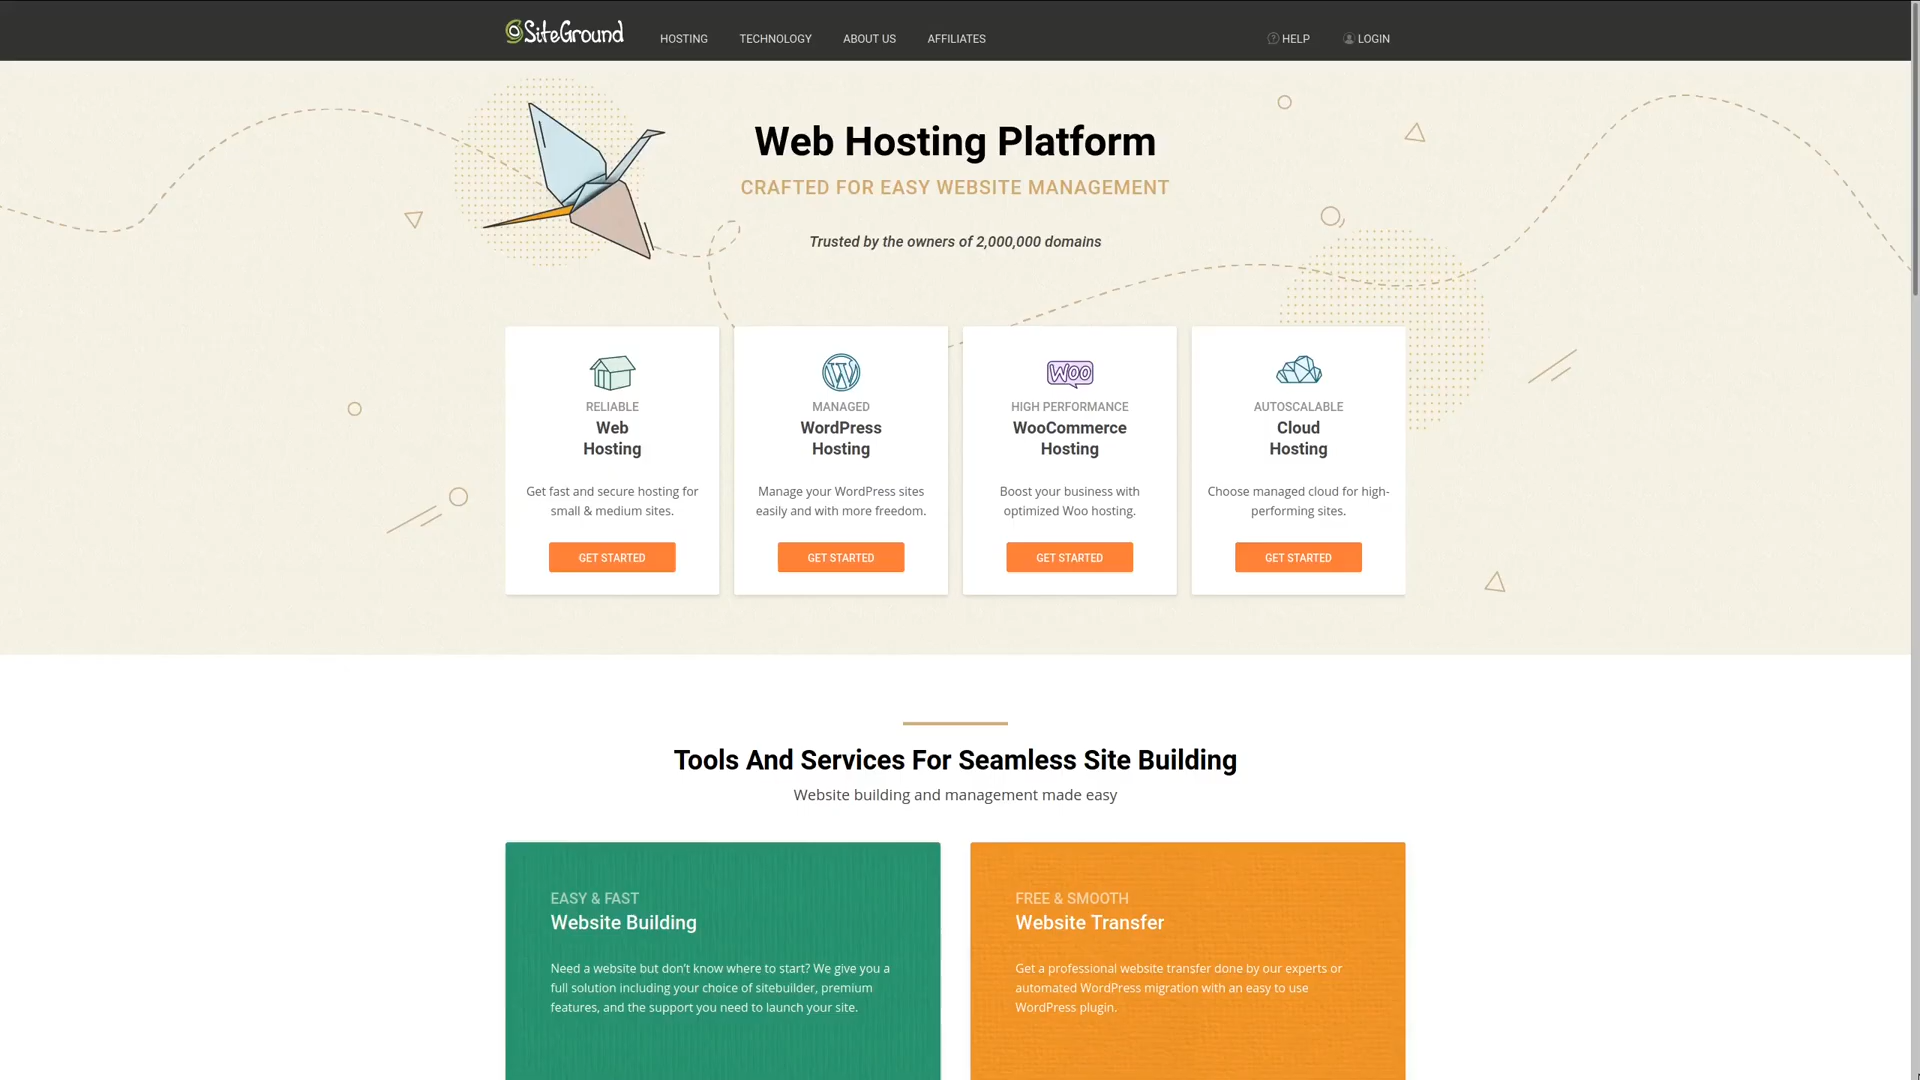 SiteGround
HOSTING
TECHNOLOGY
ABOUT US
AFFILIATES
HELP
LOGIN
Web Hosting Platform
CRAFTED FOR EASY WEBSITE MANAGEMENT
Trusted by the owners of 2,000,000 domains
RELIABLE
Web
Hosting
Get fast and secure hosting for
small & medium sites.
GET STARTED
MANAGED
WordPress
Hosting
Manage your WordPress sites
easily and with more freedom.
GET STARTED
WOO
HIGH PERFORMANCE
WooCommerce
Hosting
Boost your business with
optimized Woo hosting.
GET STARTED
AUTOSCALABLE
Cloud
Hosting
Choose managed cloud for high-
performing sites.
GET STARTED
Tools And Services For Seamless Site Building
Website building and management made easy
EASY & FAST
Website Building
Need a website but don't know where to start? We give you a
full solution including your choice of sitebuilder, premium
features, and the support you need to launch your site.
FREE & SMOOTH
Website Transfer
Get a professional website transfer done by our experts or
automated WordPress migration with an easy to use
WordPress plugin.